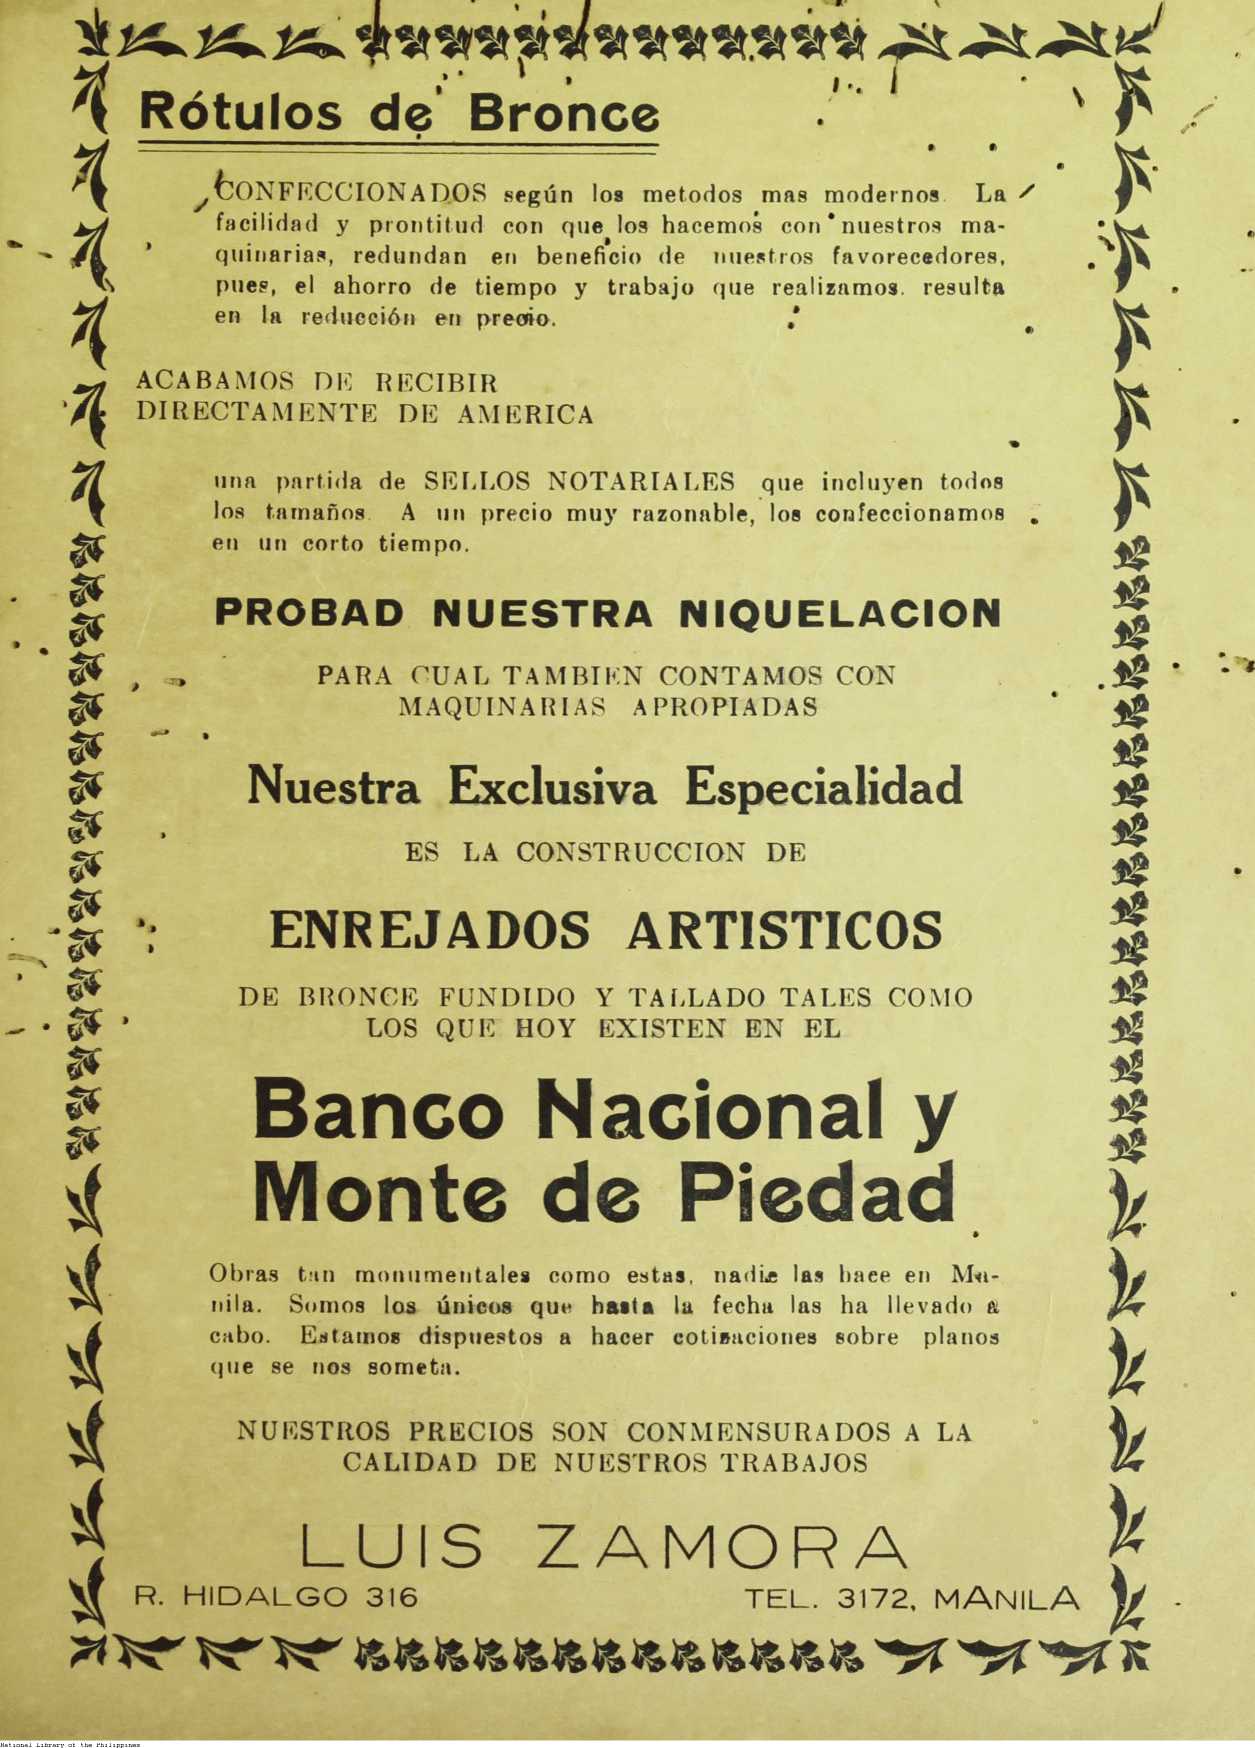 Rótulos de Bronce
CONFECCIONADOS según los metodos mas modernos. La
facilidad y prontitud con que los hacemos con nuestros ma-
quinarias, redundan en beneficio de nuestros favorecedores,
pues, el ahorro de tiempo y trabajo que realizamos. resulta
en la reducción en precio.
ACABAMOS DE RECIBIR
DIRECTAMENTE DE AMERICA
una partida de SELLOS NOTARIALES que incluyen todos
los tamaños. A un precio muy razonable, los confeccionamos
en un corto tiempo.
PROBAD NUESTRA NIQUELACION
PARA CUAL TAMBIEN CONTAMOS CON
MAQUINARIAS APROPIADAS
Nuestra Exclusiva Especialidad
ES LA CONSTRUCCION DE
ENREJADOS ARTISTICOS
DE BRONCE FUNDIDO Y TALLADO TALES COMO
LOS QUE HOY EXISTEN EN EL
Banco Nacional y
Monte de Piedad
Obras tan monumentales como estas, nadie las hace en Ma-
nila. Somos los únicos que hasta la fecha las ha llevado a
cabo. Estamos dispuestos a hacer cotisaciones sobre planos
que se nos someta.
NUESTROS PRECIOS SON CONMENSURADOS A LA
CALIDAD DE NUESTROS TRABAJOS
LUIS ZAMORA
R. HIDALGO 316 TEL. 3172, MANILA
National Library of the Philippines